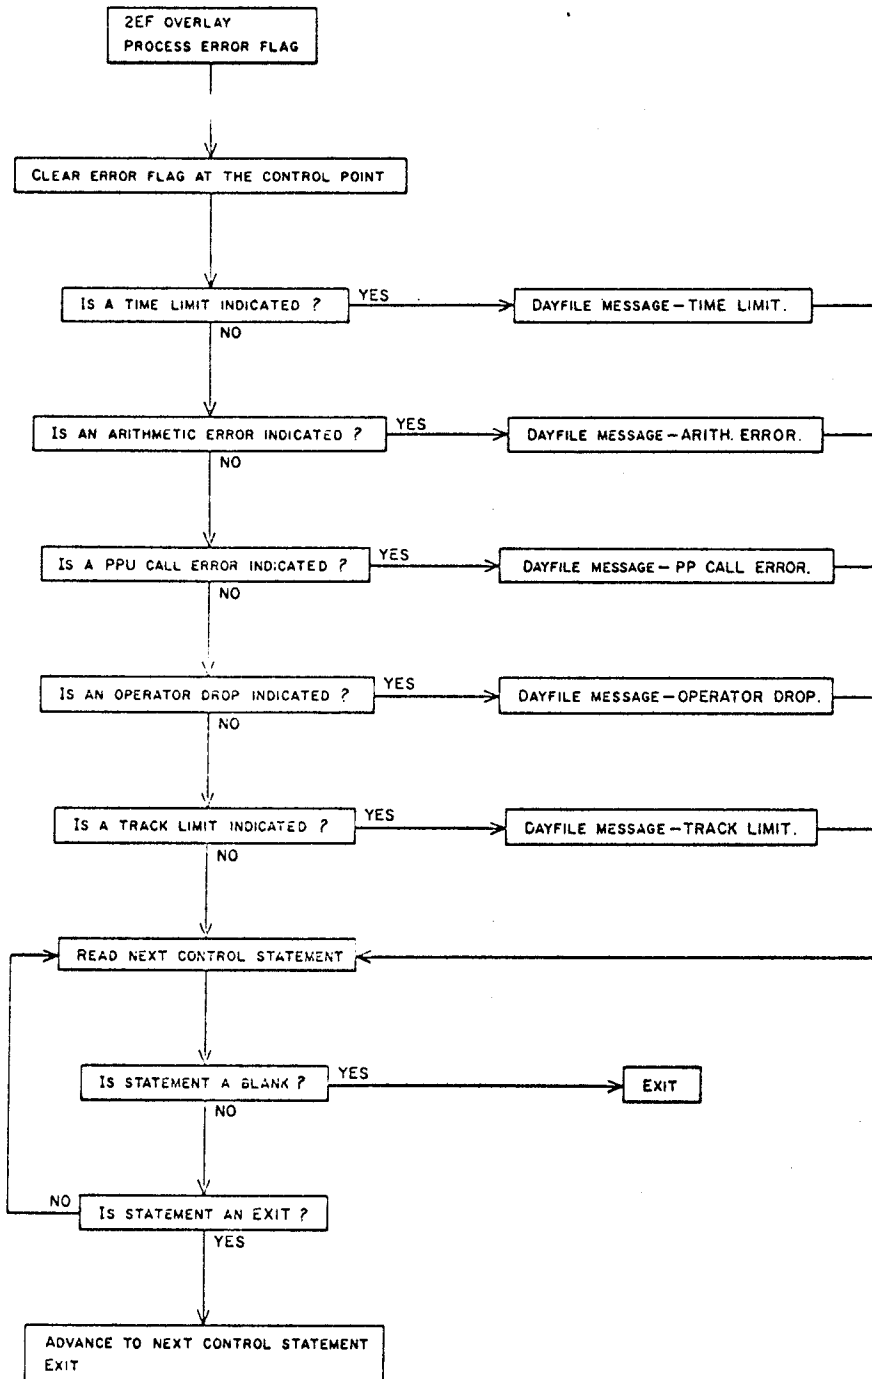 2EF OVERLAY
PROCESS ERROR FLAG
CLEAR ERROR FLAG AT THE CONTROL POINT
IS A TIME LIMIT INDICATED ?
YES
DAYFILE MESSAGE—TIME LIMIT.
NO
IS AN ARITHMETIC ERROR INDICATED ?
YES
DAYFILE MESSAGE—ARITH. ERROR.
NO
IS A PPU CALL ERROR INDICATED ?
YES
DAYFILE MESSAGE—PP CALL ERROR.
NO
IS AN OPERATOR DROP INDICATED ?
YES
DAYFILE MESSAGE—OPERATOR DROP.
NO
IS A TRACK LIMIT INDICATED ?
YES
DAYFILE MESSAGE—TRACK LIMIT.
NO
READ NEXT CONTROL STATEMENT
IS STATEMENT A BLANK ?
YES
EXIT
NO
NO
IS STATEMENT AN EXIT ?
YES
ADVANCE TO NEXT CONTROL STATEMENT
EXIT